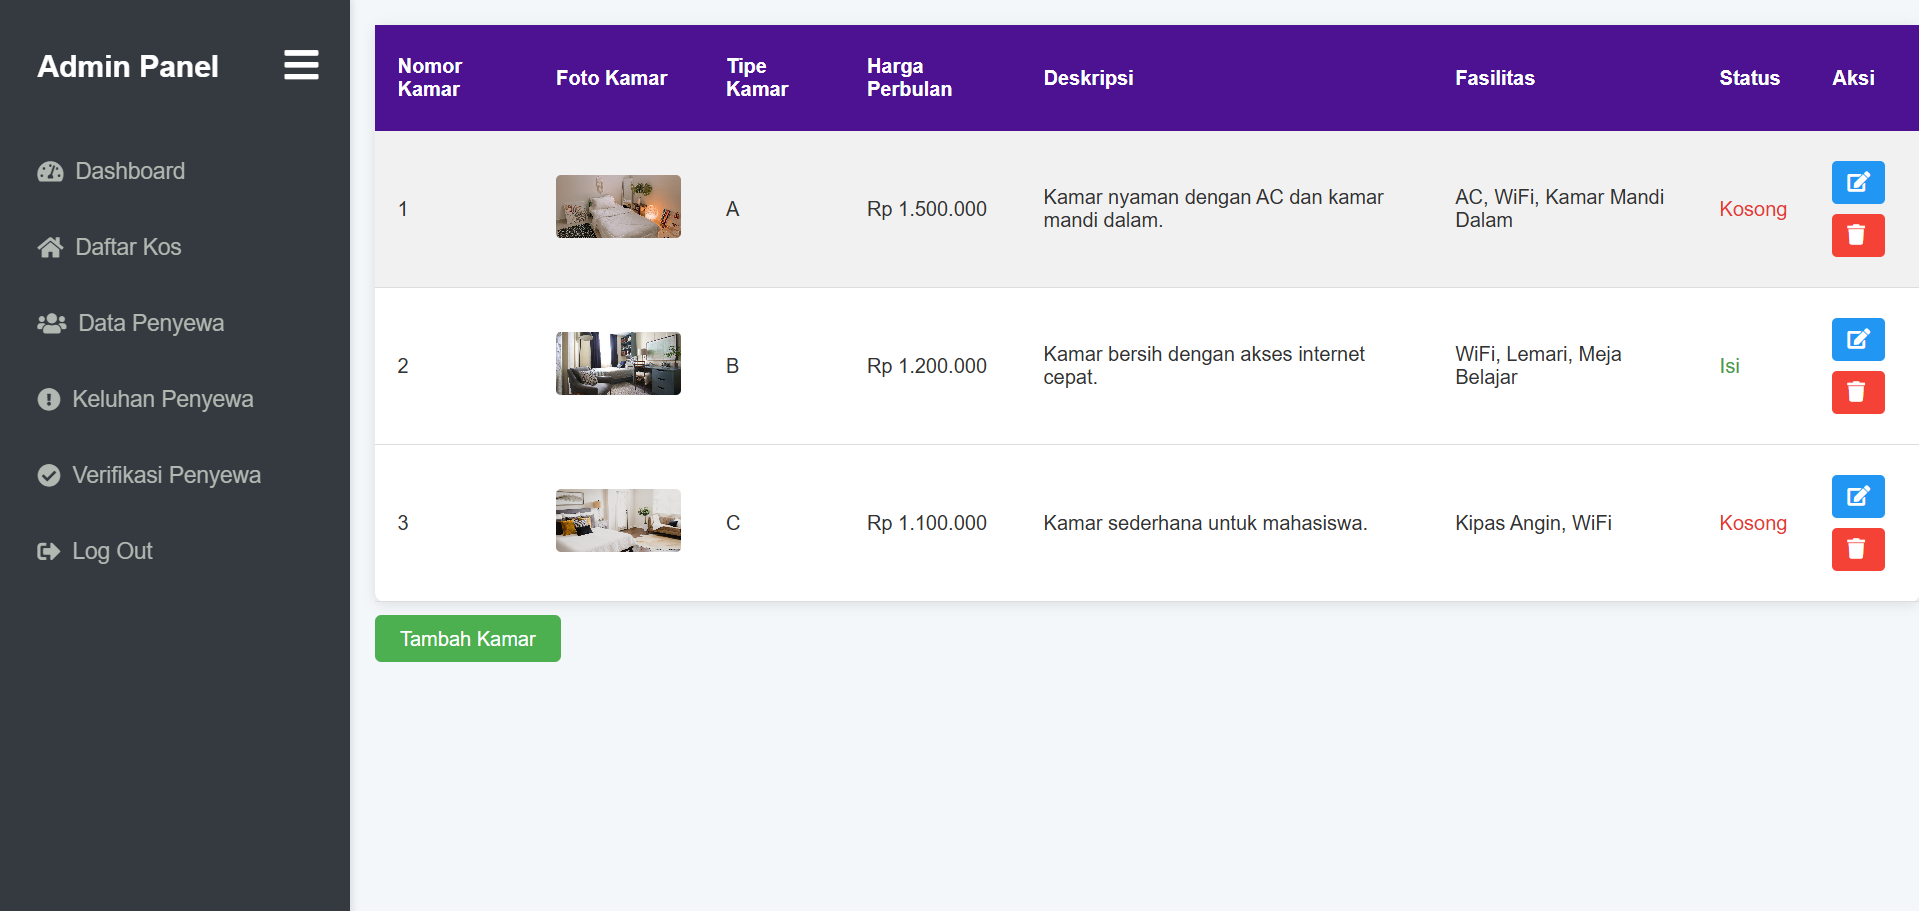 Admin Panel
Dashboard
Daftar Kos
Data Penyewa
Keluhan Penyewa
Verifikasi Penyewa
Log Out
Nomor
Kamar
Foto Kamar
Tipe
Kamar
Harga
Perbulan
Deskripsi
Fasilitas
Status
Aksi
1
A
Rp 1.500.000
Kamar nyaman dengan AC dan kamar
mandi dalam.
AC, WiFi, Kamar Mandi
Dalam
Kosong
2
B
Rp 1.200.000
Kamar bersih dengan akses internet
cepat.
WiFi, Lemari, Meja
Belajar
Isi
3
C
Rp 1.100.000
Kamar sederhana untuk mahasiswa.
Kipas Angin, WiFi
Kosong
Tambah Kamar